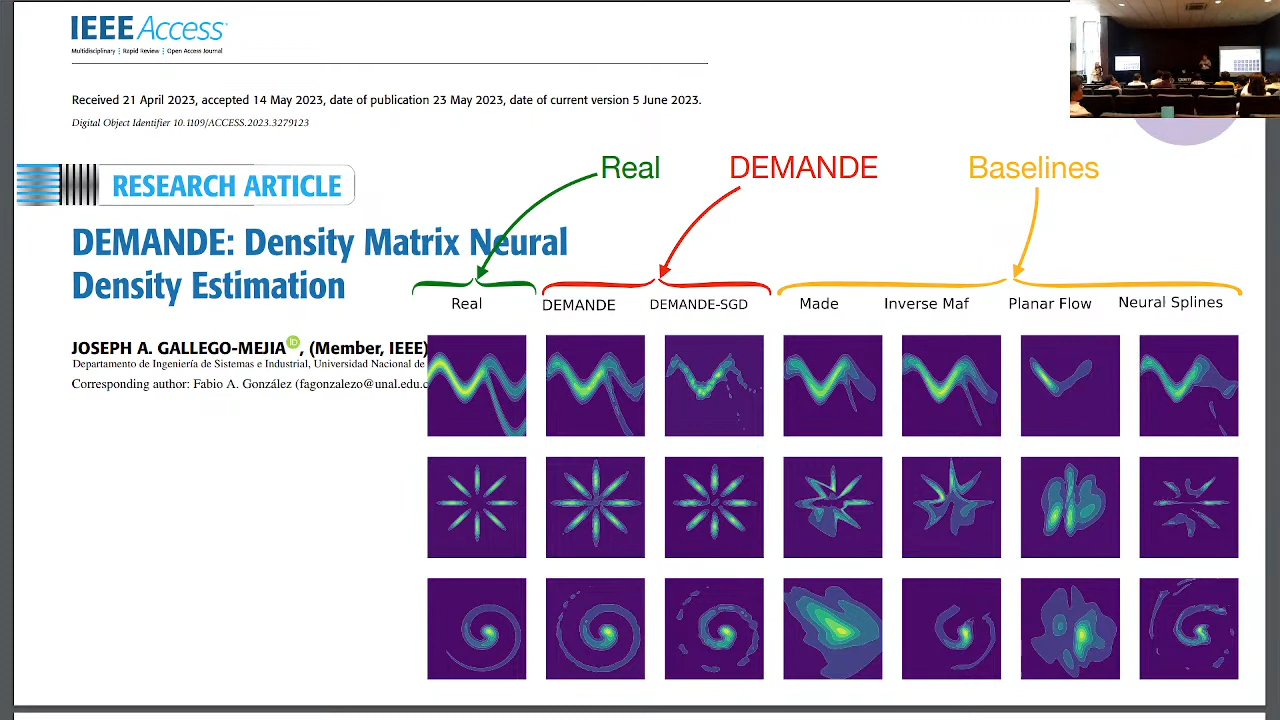 IEEE Access
Multidisciplinary Rapid Review Open Access Journal
Received 21 April 2023, accepted 14 May 2023, date of publication 23 May 2023, date of current version 5 June 2023.
Digital Object Identifier 10.1109/ACCESS.2023.3279123
Real DEMANDE Baselines
RESEARCH ARTICLE
DEMANDE: Density Matrix Neural
Density Estimation
Real DEMANDE DEMANDE-SGD Made Inverse Maf Planar Flow Neural Splines
JOSEPH A. GALLEGO-MEJIA, (Member, IEEE)
Departamento de Ingeniería de Sistemas e Industrial, Universidad Nacional de
Corresponding author: Fabio A. González (fagonzalezo@unal.edu.c